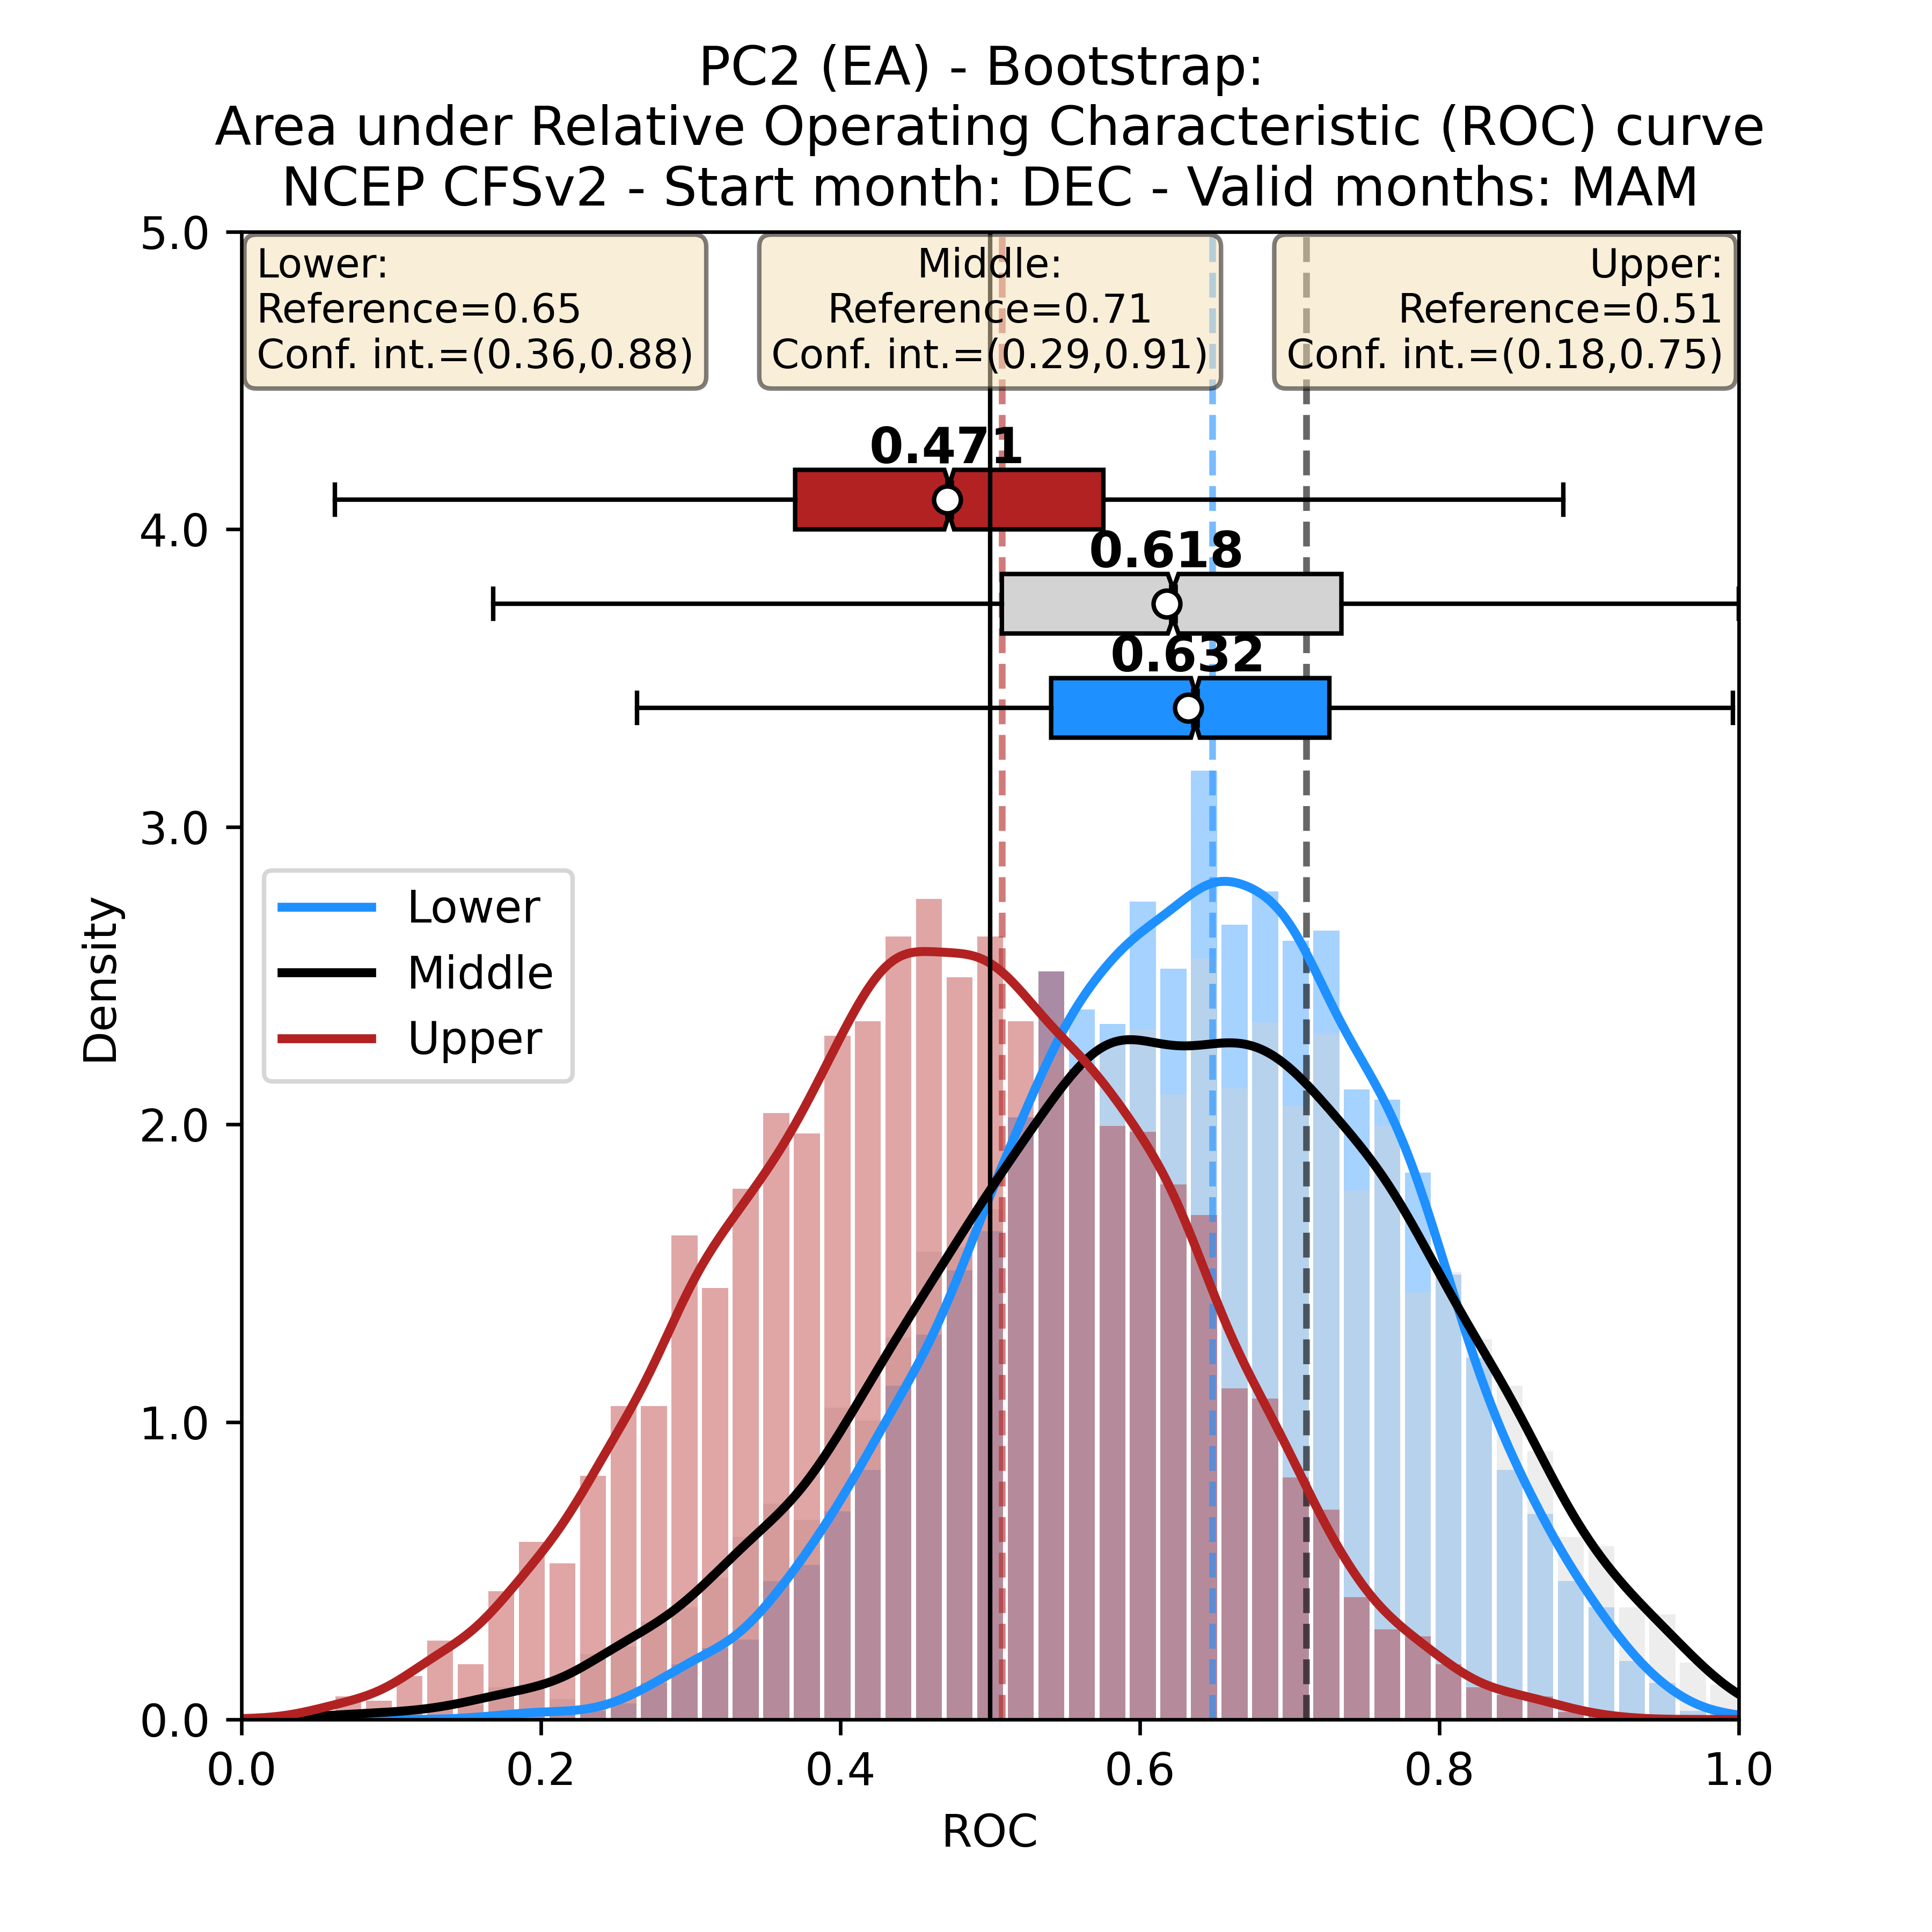 PC2 (EA) - Bootstrap:
Area under Relative Operating Characteristic (ROC) curve
NCEP CFSv2 - Start month: DEC - Valid months: MAM
Lower:
Reference=0.65
Conf. int.=(0.36,0.88)
Middle:
Reference=0.71
Conf. int.=(0.29,0.91)
Upper:
Reference=0.51
Conf. int.=(0.18,0.75)
0.471
0.618
0.632
Lower
Middle
Upper
Density
5.0
4.0
3.0
2.0
1.0
0.0
0.0 0.2 0.4 0.6 0.8 1.0
ROC